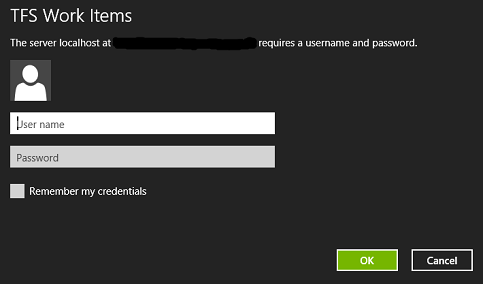 TFS Work Items
The server localhost at requires a username and password.
User name
Password
Remember my credentials
OK Cancel